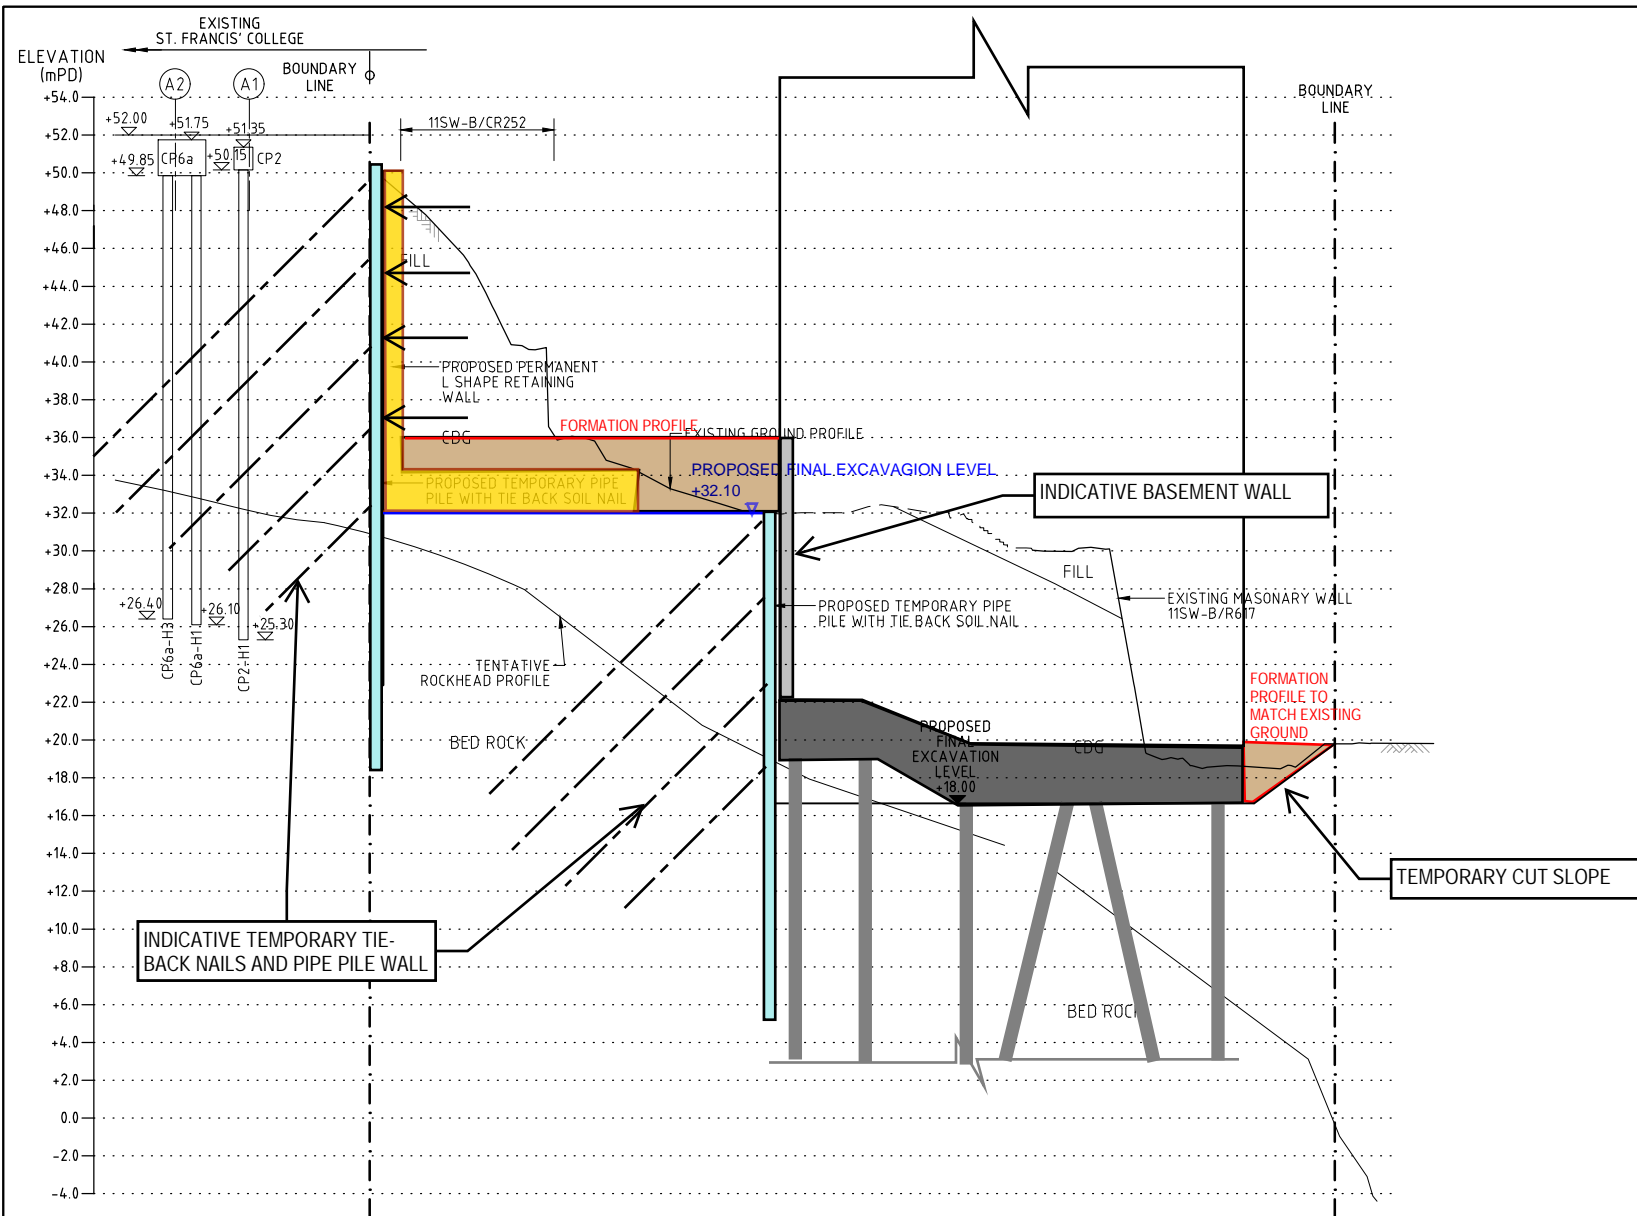 EXISTING
ST. FRANCIS' COLLEGE
ELEVATION
(mPD)
A2
A1
BOUNDARY
LINE
BOUNDARY
LINE
+54.0
+52.0
+50.0
+48.0
+46.0
+44.0
+42.0
+40.0
+38.0
+36.0
+34.0
+32.0
+30.0
+28.0
+26.0
+24.0
+22.0
+20.0
+18.0
+16.0
+14.0
+12.0
+10.0
+8.0
+6.0
+4.0
+2.0
0.0
-2.0
-4.0
+52.00
+51.75
+51.35
11SW-B/CR252
+49.85
CP6a
+50.15
CP2
FILL
PROPOSED PERMANENT
L SHAPE RETAINING
WALL
FORMATION PROFILE
CDG
EXISTING GROUND PROFILE
PROPOSED FINAL EXCAVAGION LEVEL
+32.10
PROPOSED TEMPORARY PIPE
PILE WITH TIE BACK SOIL NAIL
INDICATIVE BASEMENT WALL
FILL
EXISTING MASONARY WALL
11SW-B/R617
PROPOSED TEMPORARY PIPE
PILE WITH TIE BACK SOIL NAIL
+26.40
+26.10
+25.30
CP6a-H3
CP6a-H1
CP2-H1
TENTATIVE
ROCKHEAD PROFILE
BED ROCK
FORMATION
PROFILE TO
MATCH EXISTING
GROUND
PROPOSED
FINAL
EXCAVATION
LEVEL
+18.00
CDG
TEMPORARY CUT SLOPE
INDICATIVE TEMPORARY TIE-
BACK NAILS AND PIPE PILE WALL
BED ROCK